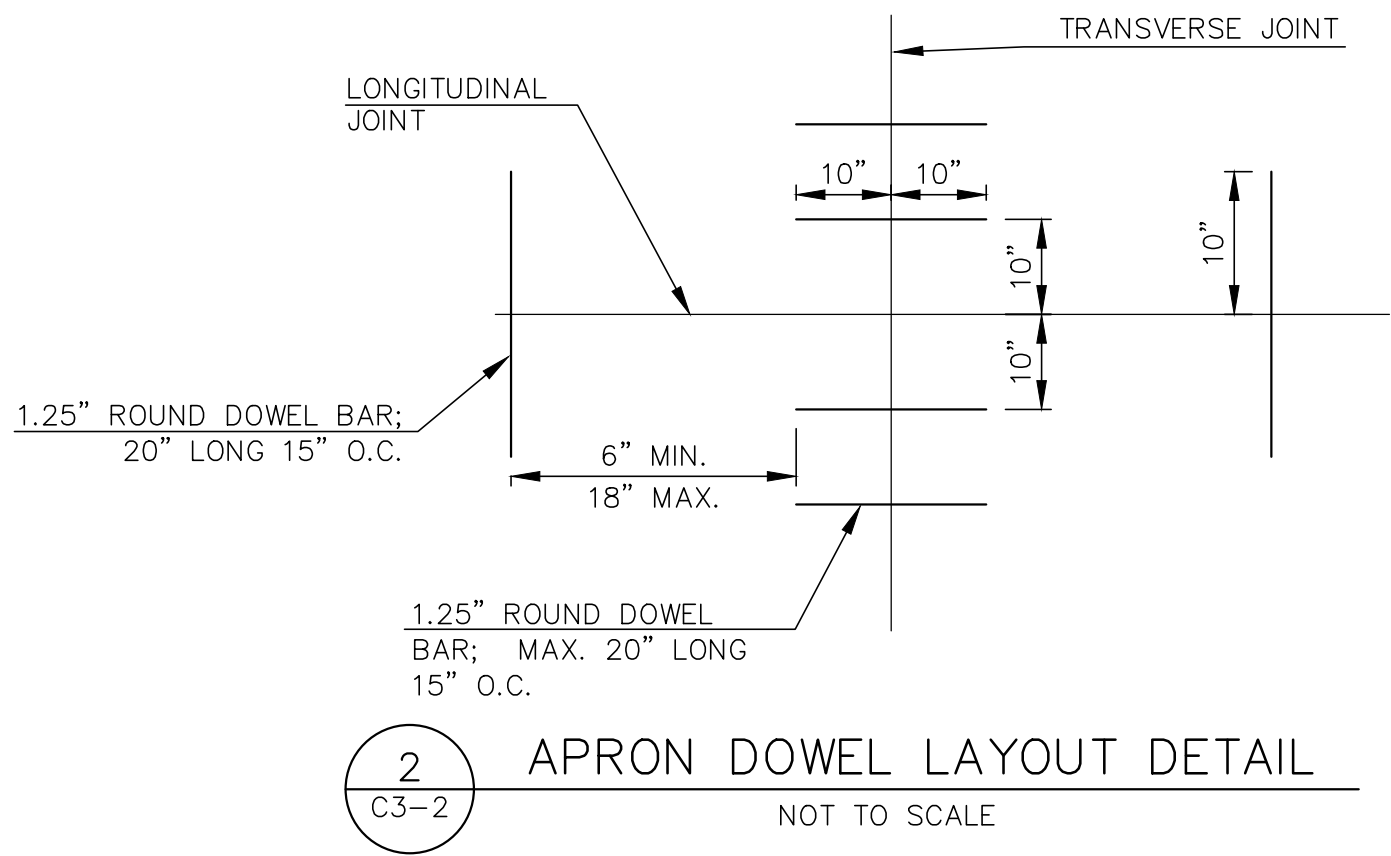 TRANSVERSE JOINT
LONGITUDINAL
JOINT
10” 10”
10”
10”
10”
1.25” ROUND DOWEL BAR;
20” LONG 15” O.C.
6” MIN.
18” MAX.
1.25” ROUND DOWEL
BAR; MAX. 20” LONG
15” O.C.
2
C3-2
APRON DOWEL LAYOUT DETAIL
NOT TO SCALE